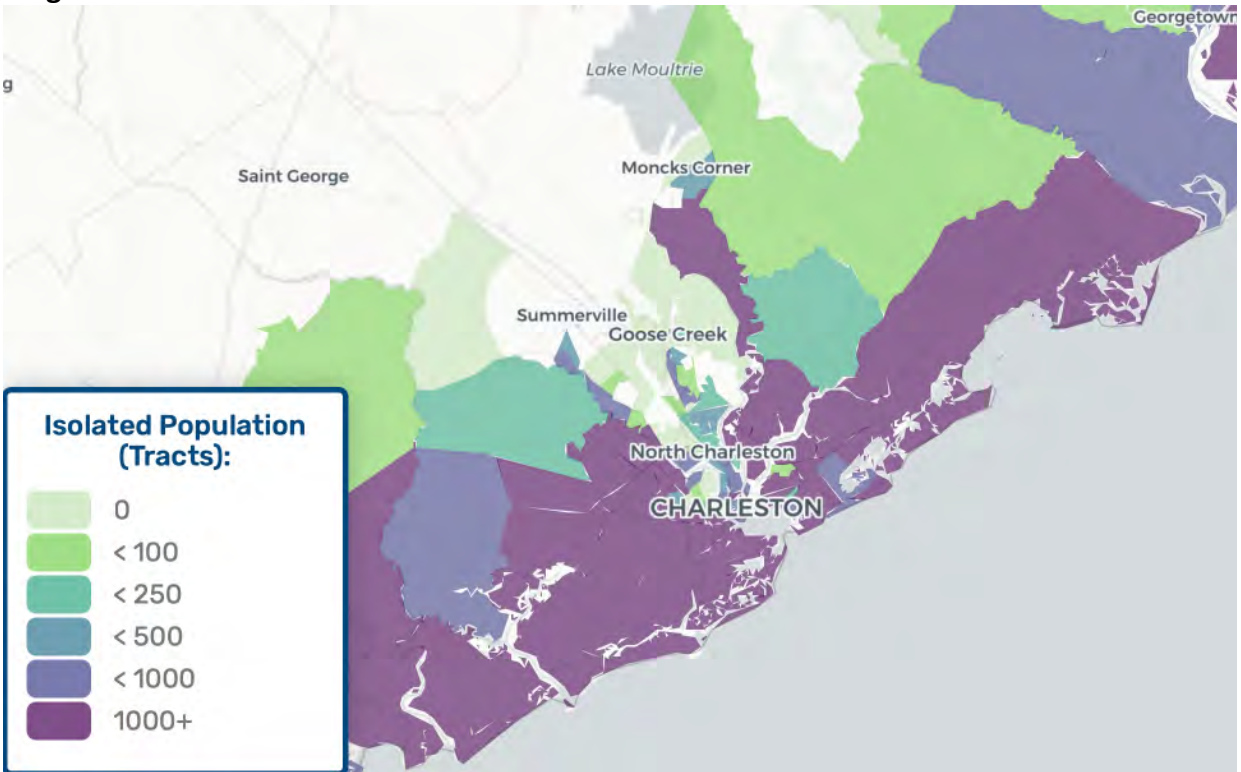 Georgetown
Lake Moultrie
g
Moncks Corner
Saint George
Summerville
Goose Creek
North Charleston
CHARLESTON
Isolated Population
(Tracts):
0
< 100
< 250
< 500
< 1000
1000+